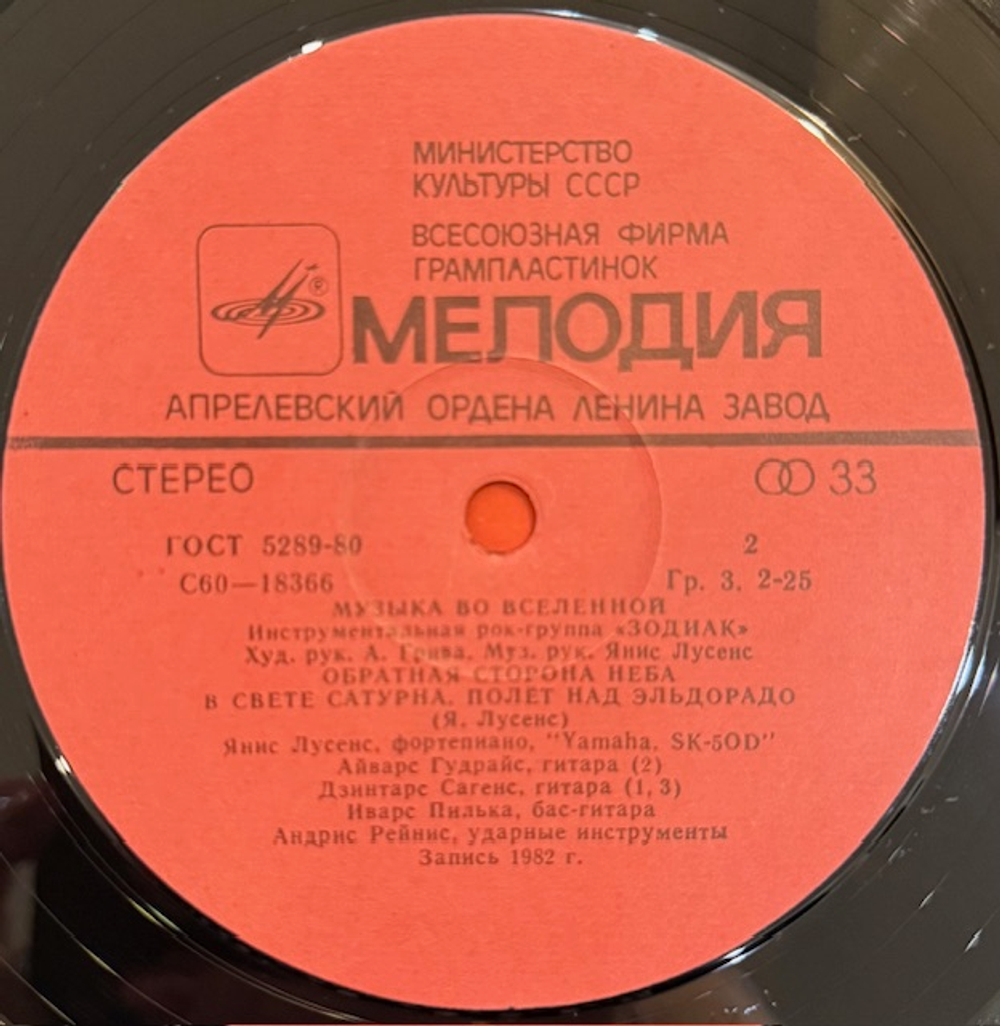 МИНИСТЕРСТВО
КУЛЬТУРЫ СССР
ВСЕСОЮЗНАЯ ФИРМА
ГРАМПЛАСТИНОК
®
МЕЛОДИЯ
АПРЕЛЕВСКИЙ ОРДЕНА ЛЕНИНА ЗАВОД
СТЕРЕО 33
ГОСТ 5289-80 2
С60—18366 Гр. 3. 2-25
МУЗЫКА ВО ВСЕЛЕННОЙ
Инструментальная рок-группа «ЗОДИАК»
Худ. рук. А. Грива. Муз. рук. Янис Лусенс
ОБРАТНАЯ СТОРОНА НЕБА
В СВЕТЕ САТУРНА. ПОЛЁТ НАД ЭЛЬДОРАДО
(Я. Лусенс)
Янис Лусенс, фортепиано, "Yamaha, SK-5OD"
Айварс Гудрайс, гитара (2)
Дзинтарс Сагенс, гитара (1, 3)
Иварс Пилька, бас-гитара
Андрис Рейнис, ударные инструменты
Запись 1982 г.